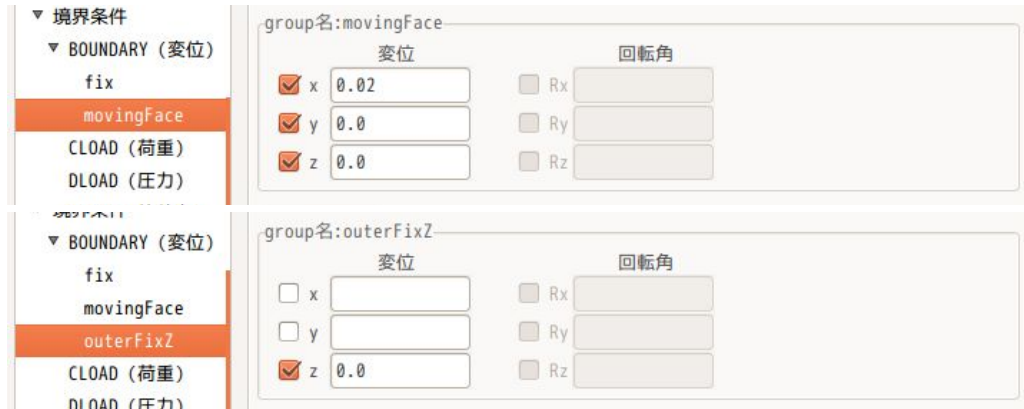 ▼ 境界条件
▼ BOUNDARY (変位)
fix
movingFace
CLOAD (荷重)
DLOAD (圧力)
group名:movingFace
変位 回転角
x 0.02 Rx
y 0.0 Ry
z 0.0 Rz
▼ BOUNDARY (変位)
fix
movingFace
outerFixZ
CLOAD (荷重)
DLOAD (圧力)
group名:outerFixZ
変位 回転角
x Rx
y Ry
z 0.0 Rz